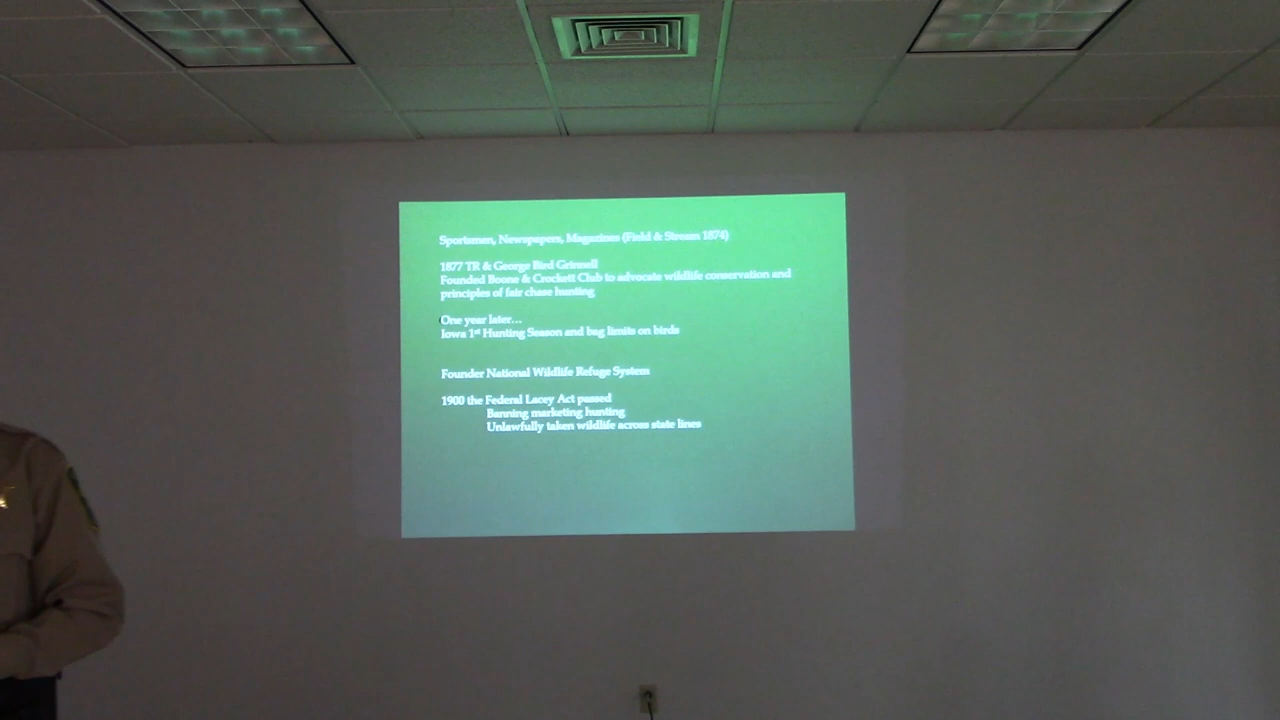 Sportsmen, Newspapers, Magazines (Field & Stream 1874)
1877 TR & George Bird Grinnell
Founded Boone & Crockett Club to advocate wildlife conservation and
principles of fair chase hunting
One year later...
Iowa 1st Hunting Season and bag limits on birds
Founder National Wildlife Refuge System
1900 the Federal Lacey Act passed
Banning marketing hunting
Unlawfully taken wildlife across state lines